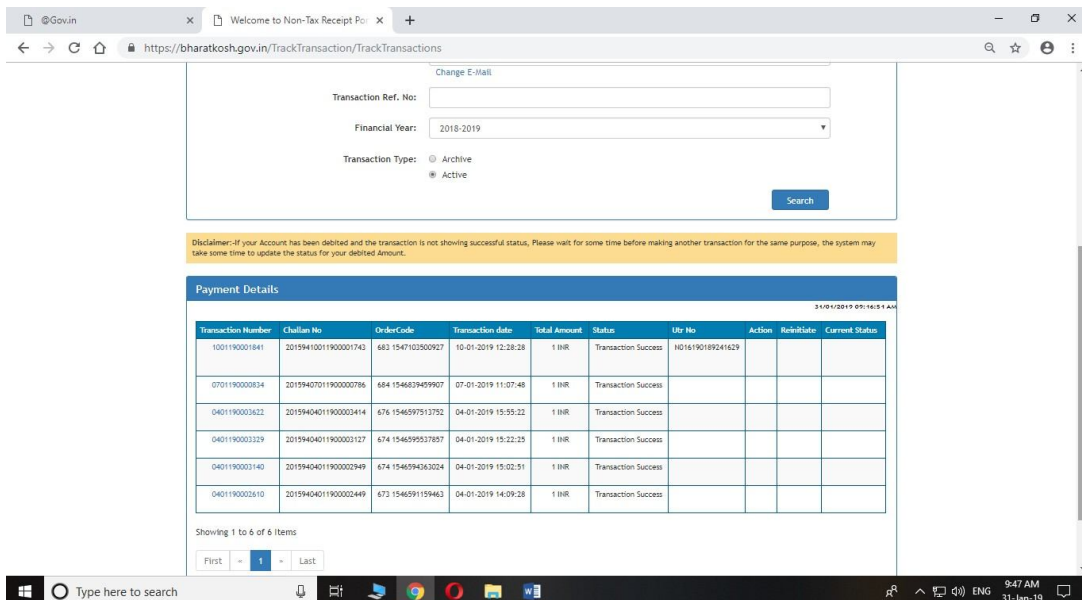 @Gov.in
Welcome to Non-Tax Receipt Por
https://bharatkosh.gov.in/TrackTransaction/TrackTransactions
Change E-Mail
Transaction Ref. No:
Financial Year: 2018-2019
Transaction Type: Archive
Active
Search
Disclaimer:-If your Account has been debited and the transaction is not showing successful status, Please wait for some time before making another transaction for the same purpose, the system may
take some time to update the status for your debited Amount.
Payment Details
31/01/2019 09:46:51 AM
Transaction Number Challan No OrderCode Transaction date Total Amount Status Utr No Action Reinitiate Current Status
1001190001841 20159410011900001743 683 1547103500927 10-01-2019 12:28:28 1 INR Transaction Success N016190189241629
0701190000834 20159407011900000786 684 1546839459907 07-01-2019 11:07:48 1 INR Transaction Success
0401190003622 20159404011900003414 676 1546597513752 04-01-2019 15:55:22 1 INR Transaction Success
0401190003329 20159404011900003127 674 1546595537857 04-01-2019 15:22:25 1 INR Transaction Success
0401190003140 20159404011900002949 674 1546594363024 04-01-2019 15:02:51 1 INR Transaction Success
0401190002610 20159404011900002449 673 1546591159463 04-01-2019 14:09:28 1 INR Transaction Success
Showing 1 to 6 of 6 Items
First « 1 » Last
Type here to search
ENG
9:47 AM
31-Jan-19